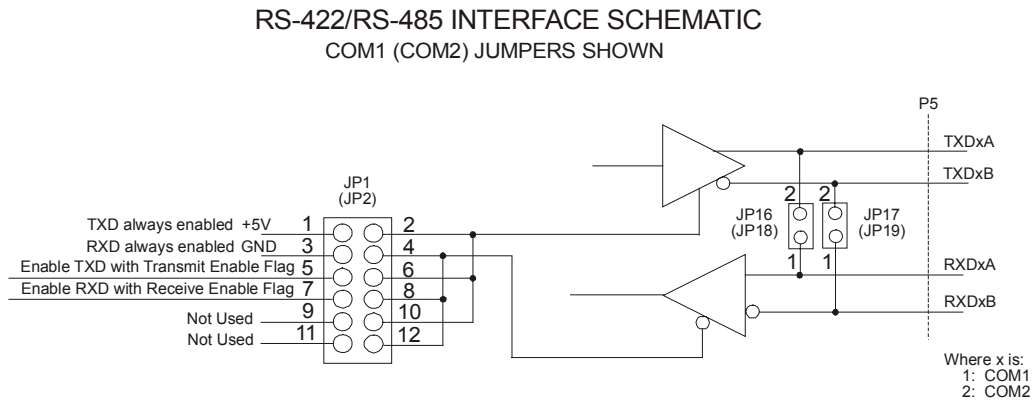 RS-422/RS-485 INTERFACE SCHEMATIC
COM1 (COM2) JUMPERS SHOWN
P5
TXDxA
TXDxB
JP1
(JP2)
2
2
JP16
(JP18)
JP17
(JP19)
1
1
TXD always enabled +5V 1 2
RXD always enabled GND 3 4
Enable TXD with Transmit Enable Flag 5 6
Enable RXD with Receive Enable Flag 7 8
Not Used 9 10
Not Used 11 12
RXDxA
RXDxB
Where x is:
1: COM1
2: COM2